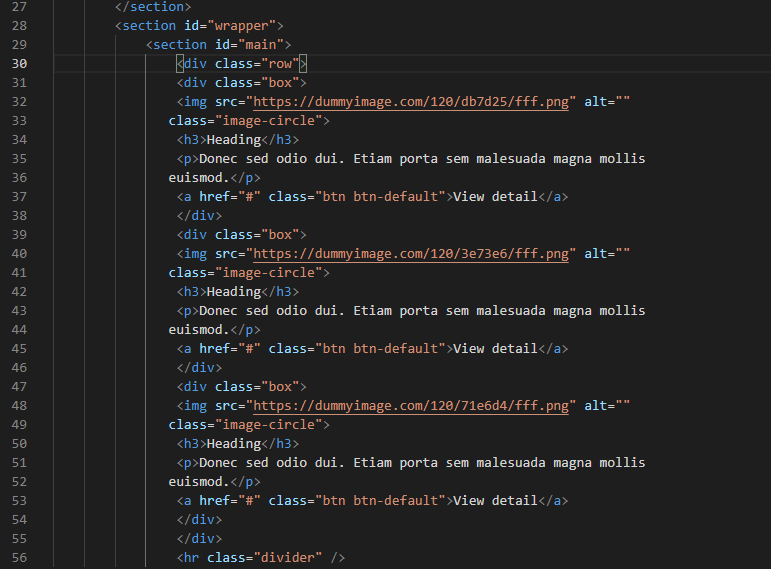 27 </section>
28 <section id="wrapper">
29 <section id="main">
30 <div class="row">
31 <div class="box">
32 <img src="https://dummyimage.com/120/db7d25/fff.png" alt=""
33 class="image-circle">
34 <h3>Heading</h3>
35 <p>Donec sed odio dui. Etiam porta sem malesuada magna mollis
36 euismod.</p>
37 <a href="#" class="btn btn-default">View detail</a>
38 </div>
39 <div class="box">
40 <img src="https://dummyimage.com/120/3e73e6/fff.png" alt=""
41 class="image-circle">
42 <h3>Heading</h3>
43 <p>Donec sed odio dui. Etiam porta sem malesuada magna mollis
44 euismod.</p>
45 <a href="#" class="btn btn-default">View detail</a>
46 </div>
47 <div class="box">
48 <img src="https://dummyimage.com/120/71e6d4/fff.png" alt=""
49 class="image-circle">
50 <h3>Heading</h3>
51 <p>Donec sed odio dui. Etiam porta sem malesuada magna mollis
52 euismod.</p>
53 <a href="#" class="btn btn-default">View detail</a>
54 </div>
55 </div>
56 <hr class="divider" />